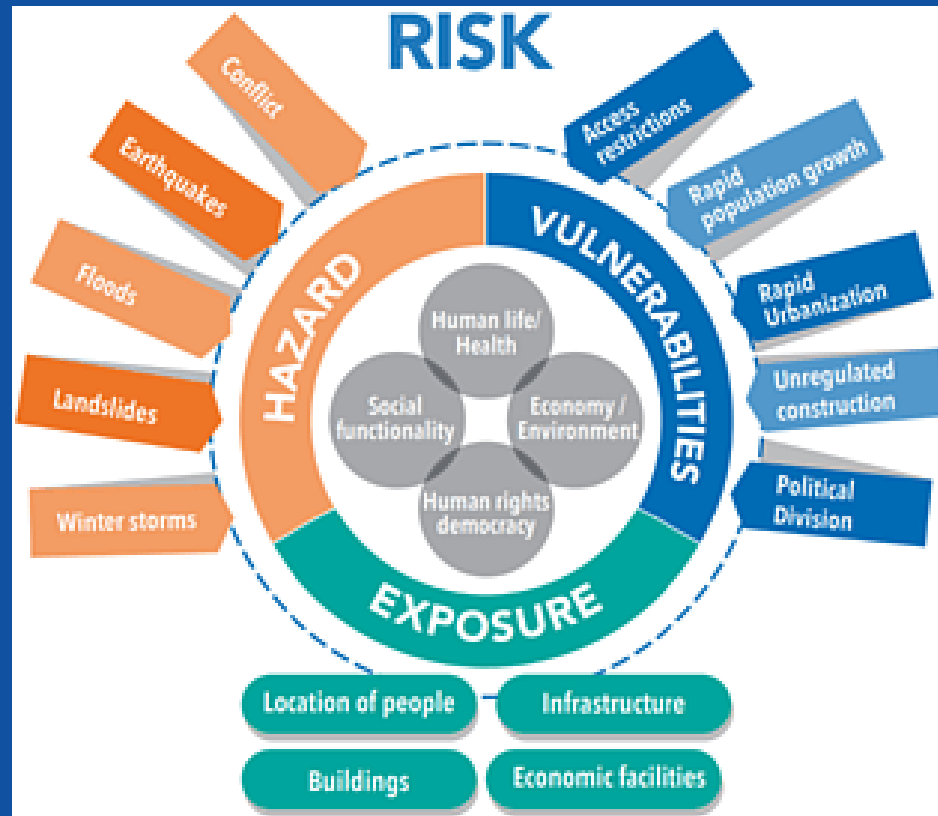 RISK
Conflict
Earthquakes
Floods
Landslides
Winter storms
HAZARD
VULNERABILITIES
EXPOSURE
Human life/
Health
Social
functionality
Economy /
Environment
Human rights
democracy
Access
restrictions
Rapid
population growth
Rapid
Urbanization
Unregulated
construction
Political
Division
Location of people
Infrastructure
Buildings
Economic facilities